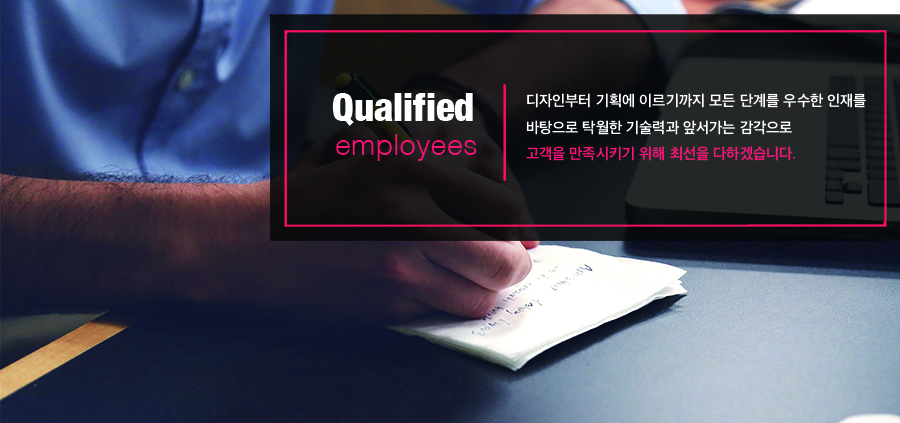 Qualified
employees
디자인부터 기획에 이르기까지 모든 단계를 우수한 인재를
바탕으로 탁월한 기술력과 앞서가는 감각으로
고객을 만족시키기 위해 최선을 다하겠습니다.